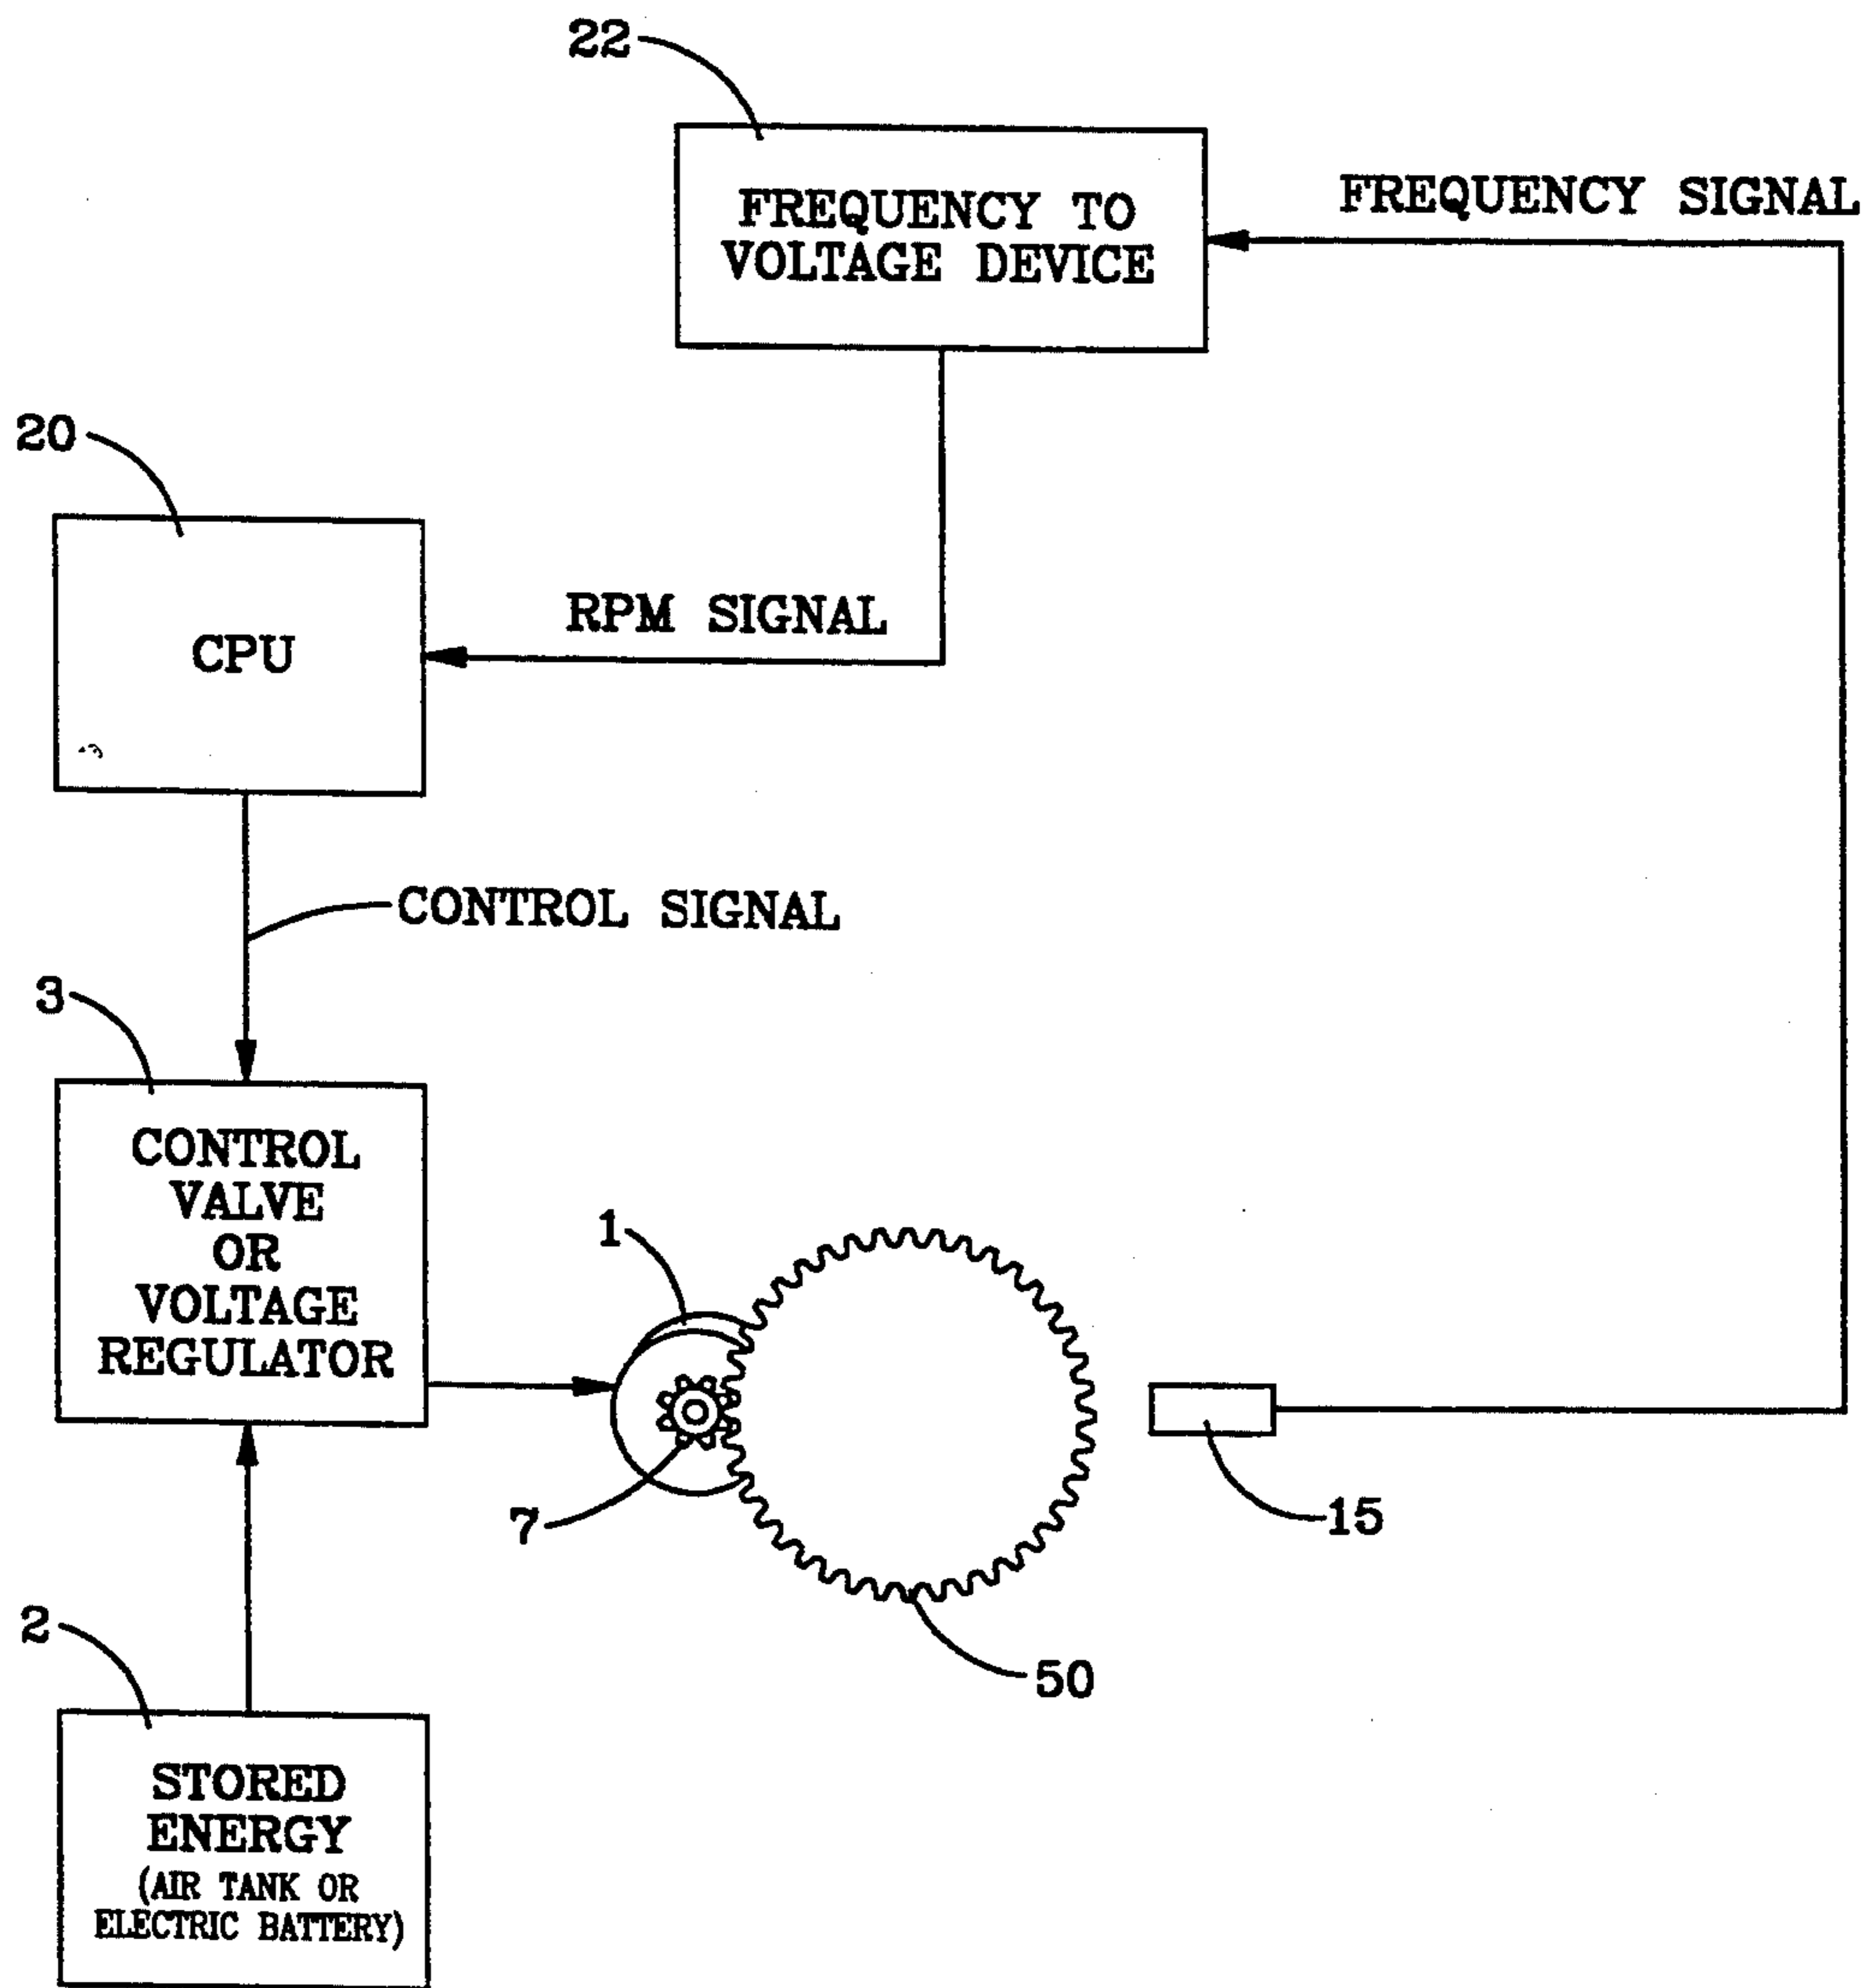 22
FREQUENCY TO
VOLTAGE DEVICE
FREQUENCY SIGNAL
20
CPU
RPM SIGNAL
CONTROL SIGNAL
3
CONTROL
VALVE
OR
VOLTAGE
REGULATOR
1
7
15
50
2
STORED
ENERGY
(AIR TANK OR
ELECTRIC BATTERY)